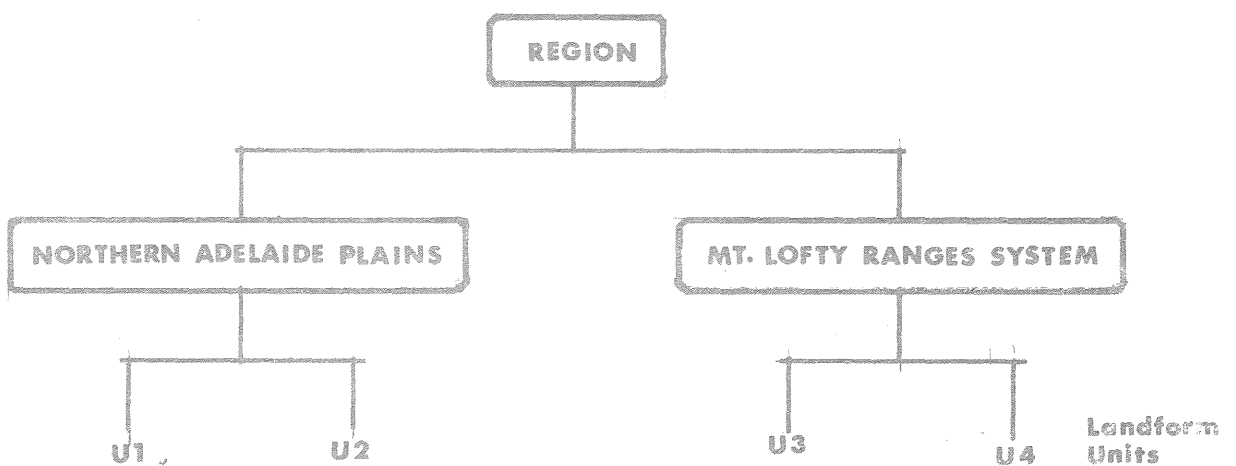 REGION
NORTHERN ADELAIDE PLAINS
MT. LOFTY RANGES SYSTEM
U1
U2
U3
U4
Landform
Units